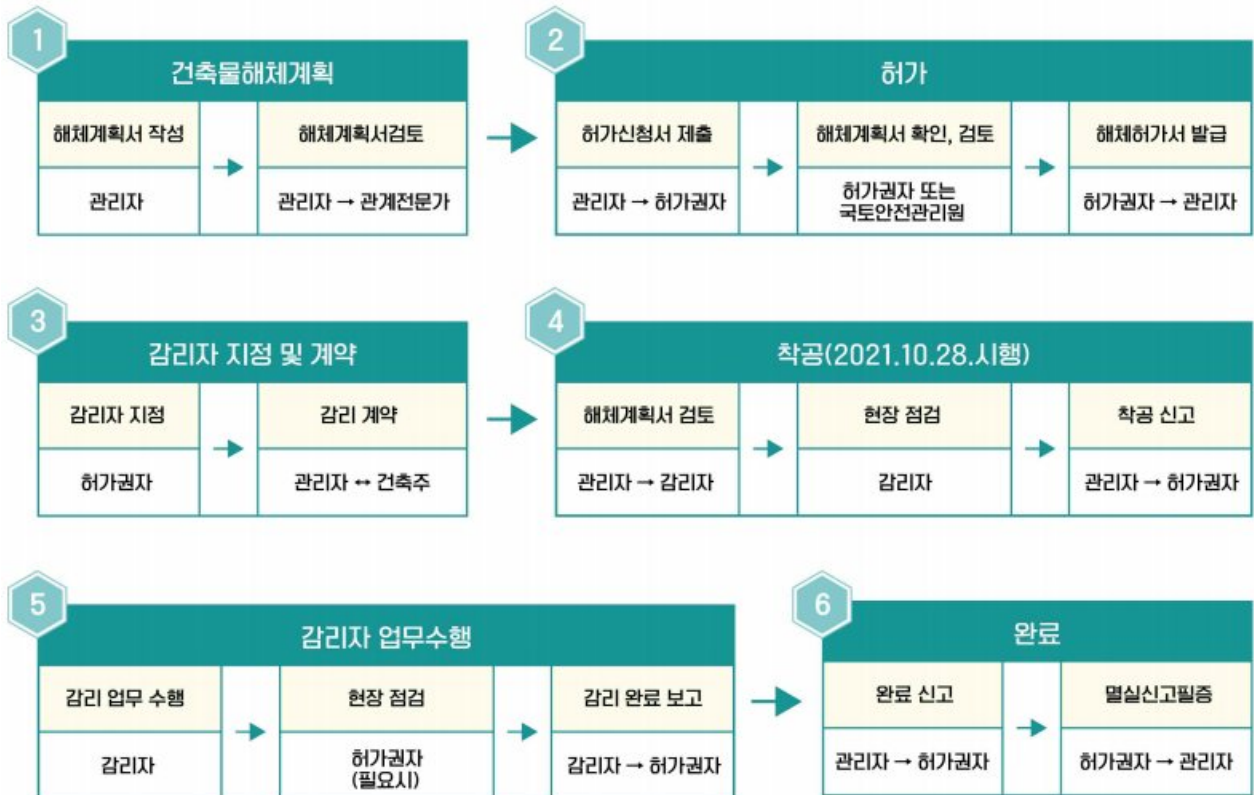 1
건축물해체계획
해체계획서 작성
해체계획서검토
관리자
관리자 → 관계전문가
2
허가
허가신청서 제출
해체계획서 확인, 검토
해체허가서 발급
관리자 → 허가권자
허가권자 또는
국토안전관리원
허가권자 → 관리자
3
감리자 지정 및 계약
감리자 지정
감리 계약
허가권자
관리자 ↔ 건축주
4
착공(2021.10.28.시행)
해체계획서 검토
현장 점검
착공 신고
관리자 → 감리자
감리자
관리자 → 허가권자
5
감리자 업무수행
감리 업무 수행
현장 점검
감리 완료 보고
감리자
허가권자
(필요시)
감리자 → 허가권자
6
완료
완료 신고
멸실신고필증
관리자 → 허가권자
허가권자 → 관리자